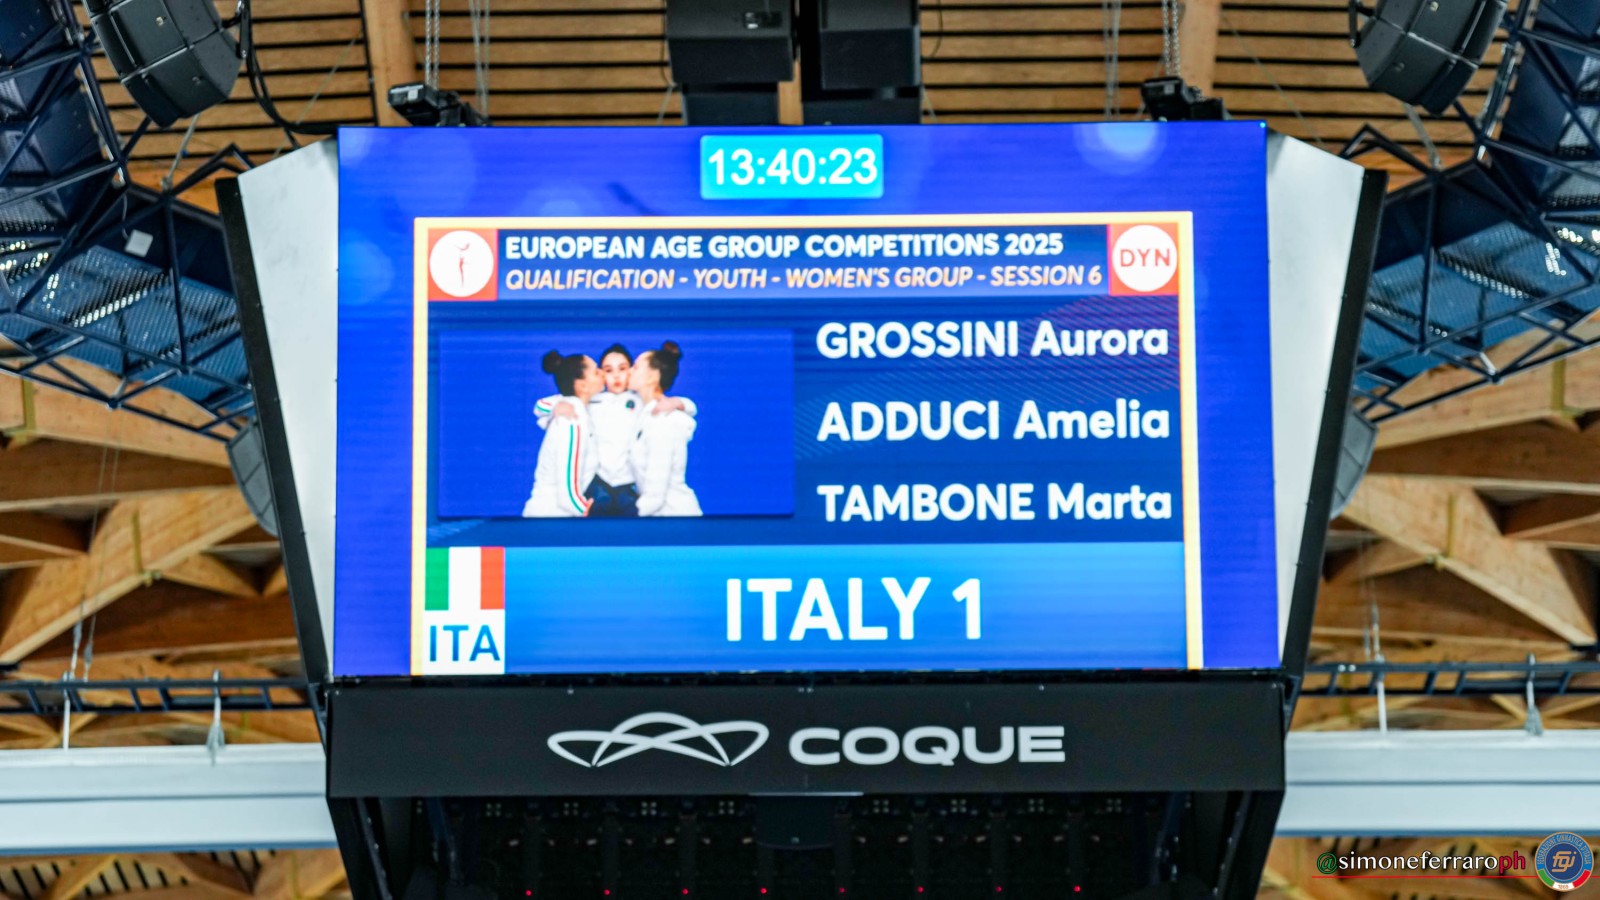 13:40:23
EUROPEAN AGE GROUP COMPETITIONS 2025
QUALIFICATION - YOUTH - WOMEN'S GROUP - SESSION 6
DYN
GROSSINI Aurora
ADDUCI Amelia
TAMBONE Marta
ITA
ITALY 1
COQUE
@simoneferraroph
fgi